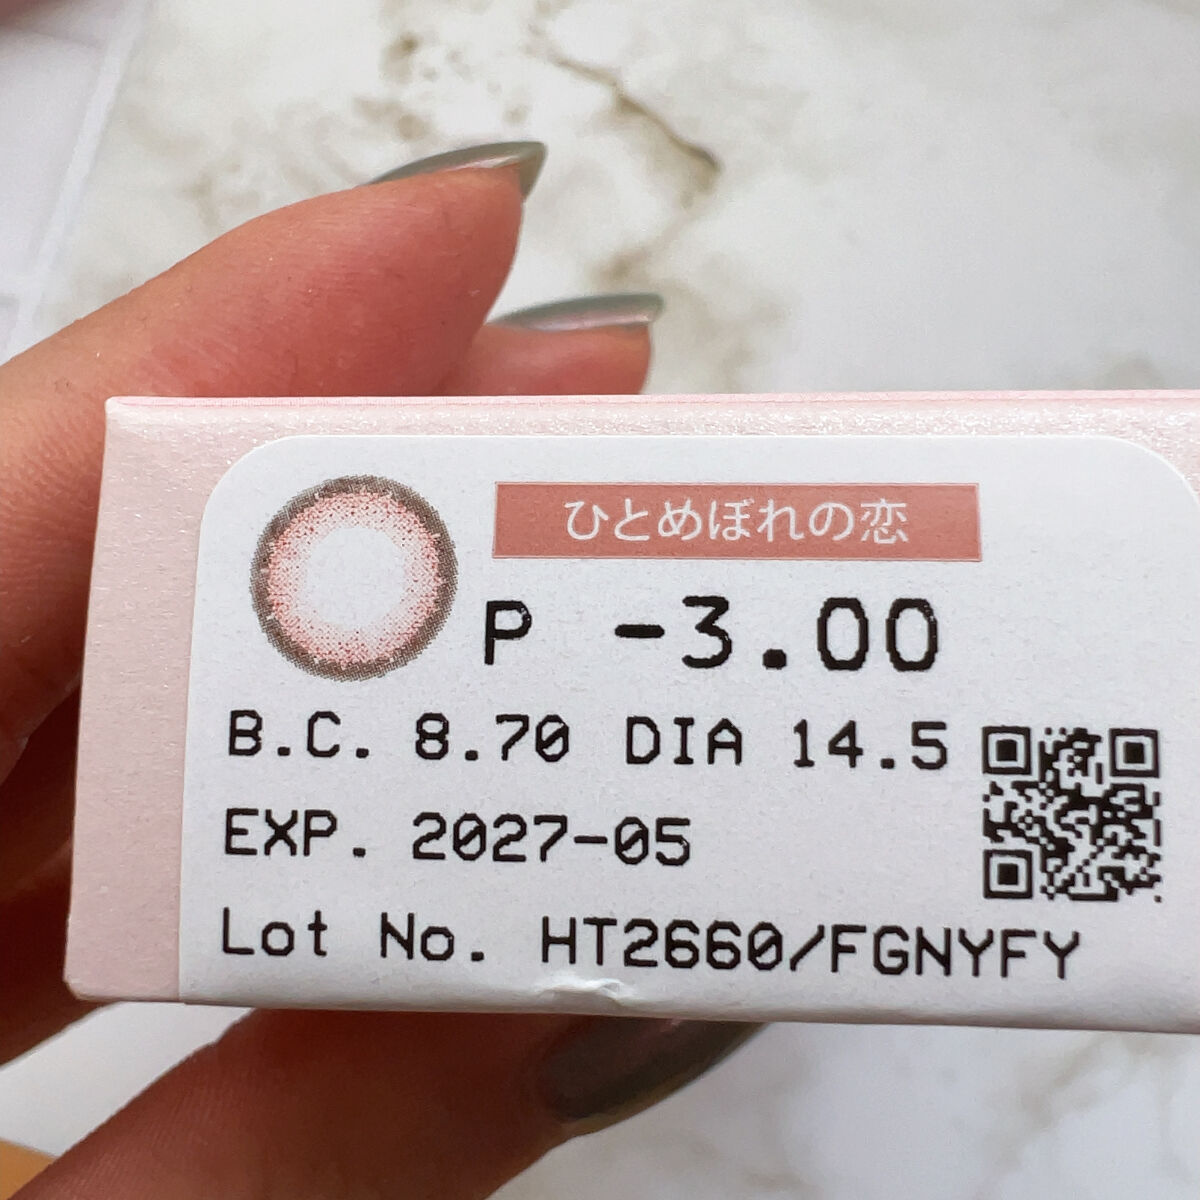 ひとめぼれの恋
P -3.00
B.C. 8.70 DIA 14.5
EXP. 2027-05
Lot No. HT2660/FGNYFY